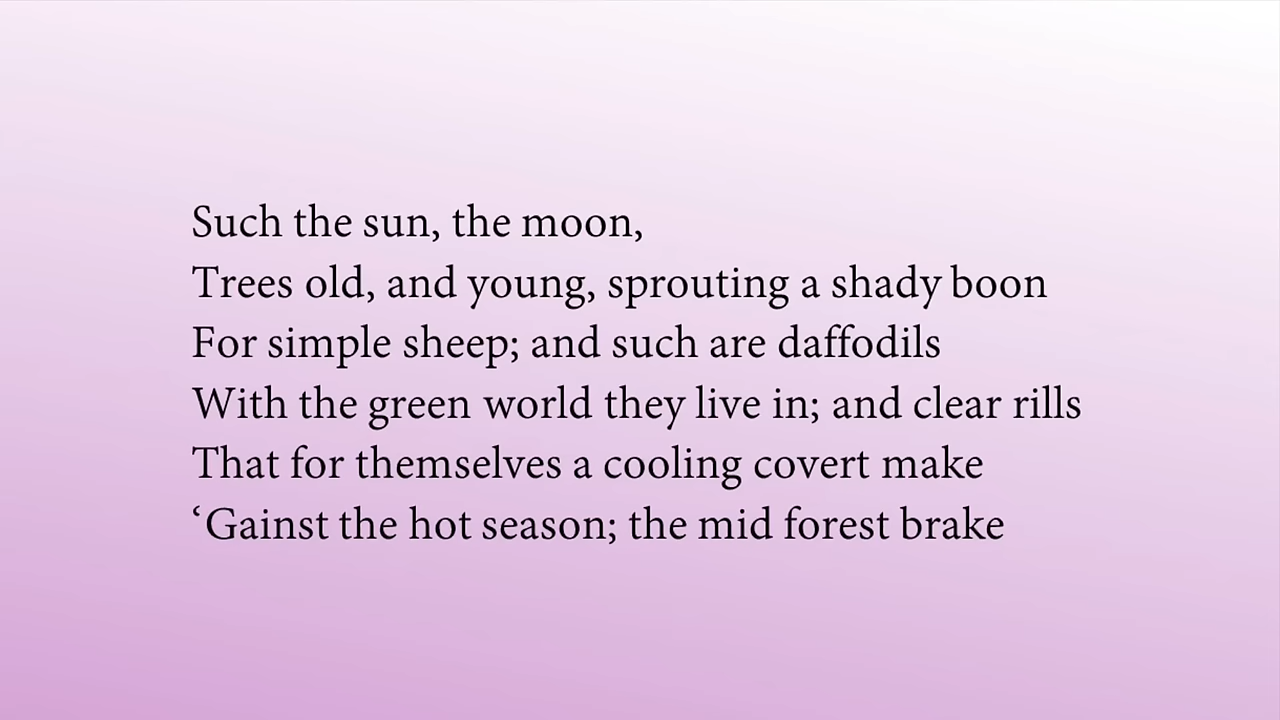 Such the sun, the moon,
Trees old, and young, sprouting a shady boon
For simple sheep; and such are daffodils
With the green world they live in; and clear rills
That for themselves a cooling covert make
‘Gainst the hot season; the mid forest brake